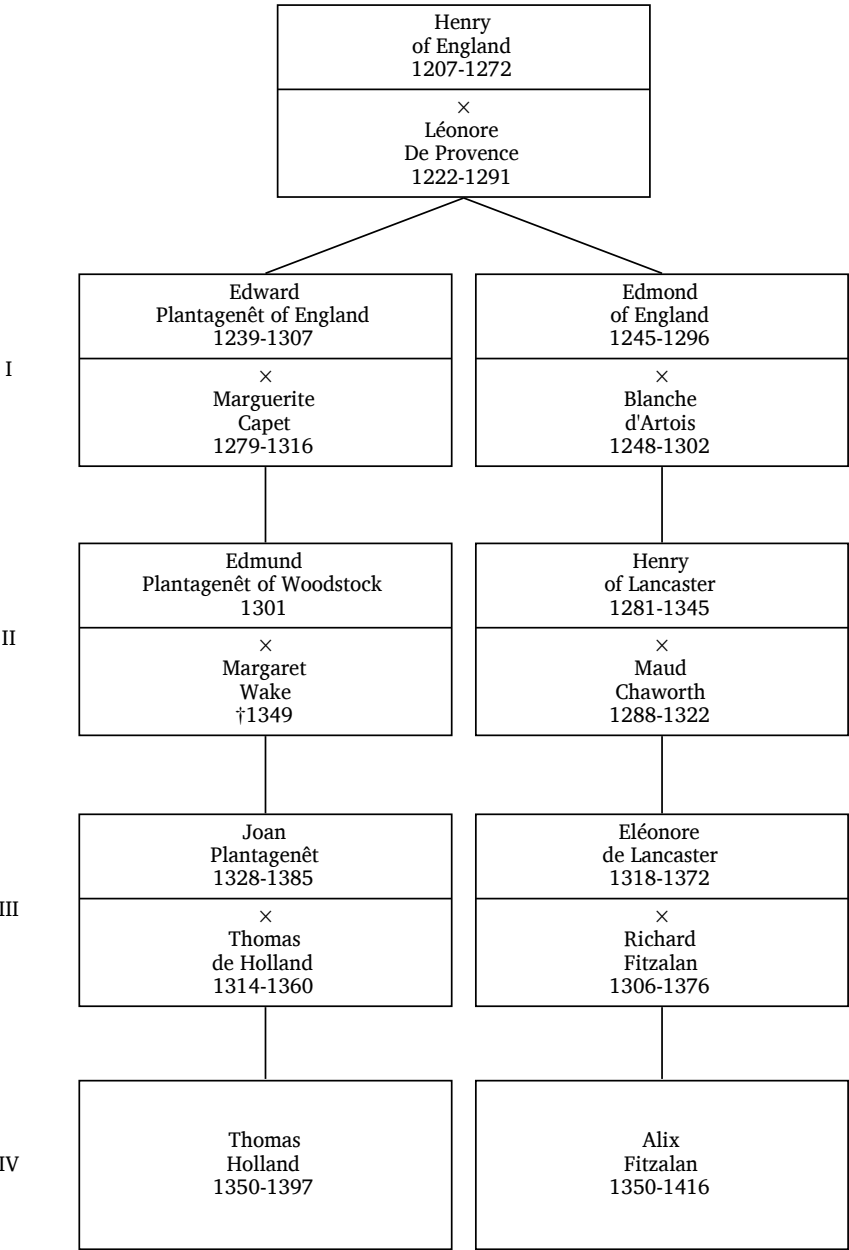 Henry
of England
1207-1272
×
Léonore
De Provence
1222-1291
Edward
Plantagenêt of England
1239-1307
×
Marguerite
Capet
1279-1316
Edmond
of England
1245-1296
×
Blanche
d'Artois
1248-1302
I
Edmund
Plantagenêt of Woodstock
1301
×
Margaret
Wake
†1349
Henry
of Lancaster
1281-1345
×
Maud
Chaworth
1288-1322
II
Joan
Plantagenêt
1328-1385
×
Thomas
de Holland
1314-1360
Eléonore
de Lancaster
1318-1372
×
Richard
Fitzalan
1306-1376
III
Thomas
Holland
1350-1397
Alix
Fitzalan
1350-1416
IV